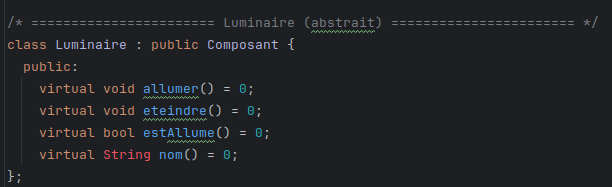 /* ======================= Luminaire (abstrait) ======================= */
class Luminaire : public Composant {
  public:
    virtual void allumer() = 0;
    virtual void eteindre() = 0;
    virtual bool estAllume() = 0;
    virtual String nom() = 0;
};